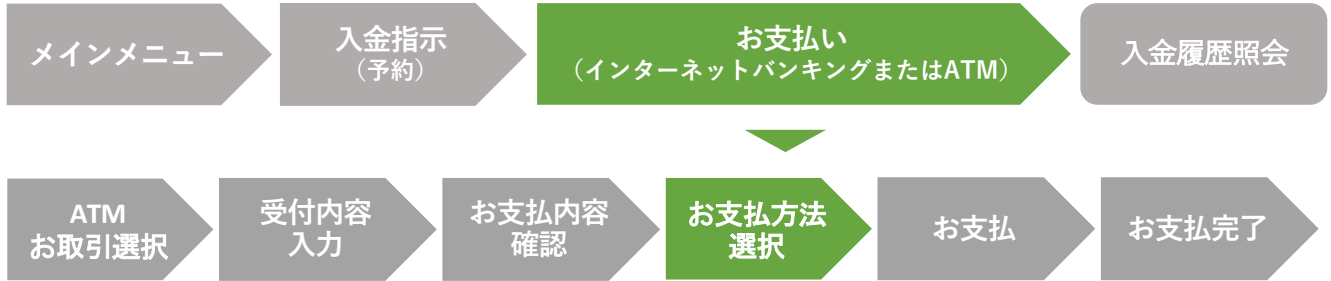 メインメニュー
入金指示
（予約）
お支払い
（インターネットバンキングまたはATM）
入金履歴照会
ATM
お取引選択
受付内容
入力
お支払内容
確認
お支払方法
選択
お支払
お支払完了